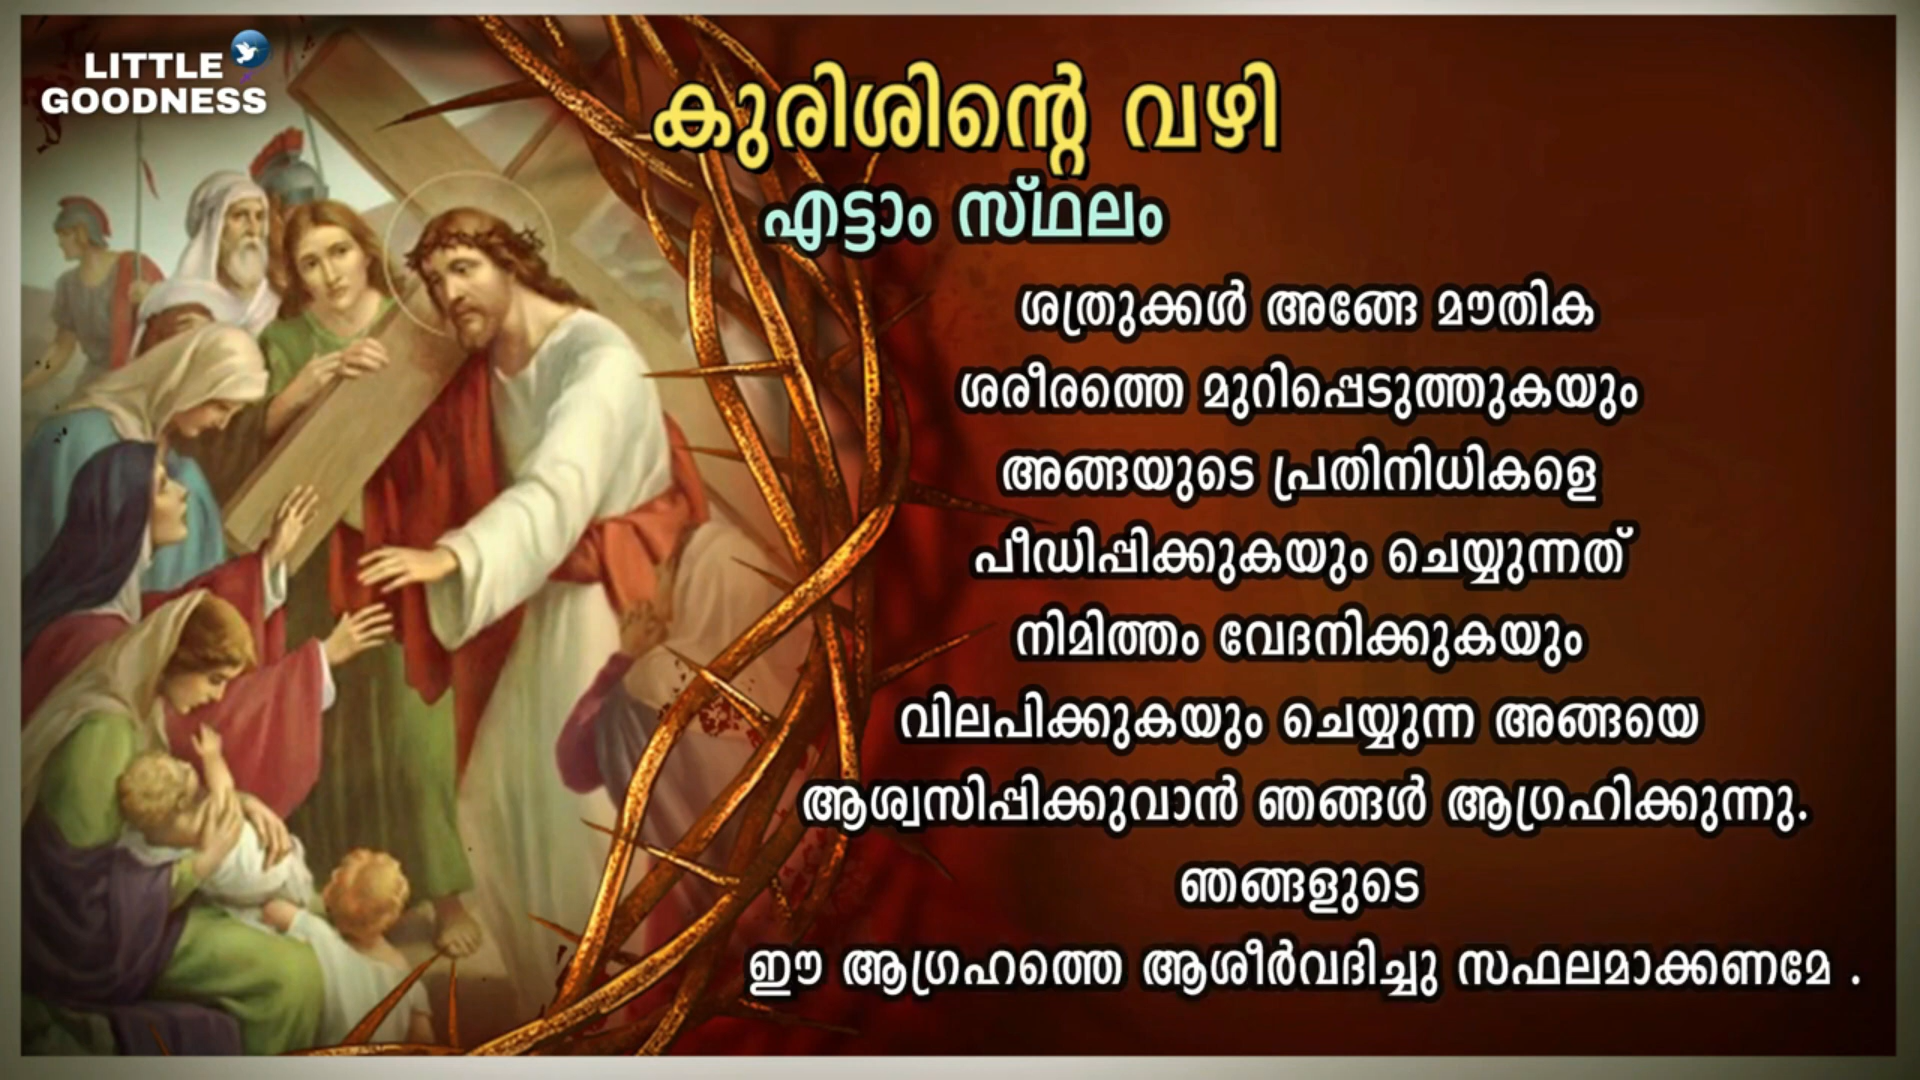 LITTLE
GOODNESS
കുരിശിന്റെ വഴി
എട്ടാം സ്ഥലം
ശത്രുക്കൾ അങ്ങേ മൗതിക
ശരീരത്തെ മുറിപ്പെടുത്തുകയും
അങ്ങയുടെ പ്രതിനിധികളെ
പീഡിപ്പിക്കുകയും ചെയ്യുന്നത്
നിമിത്തം വേദനിക്കുകയും
വിലപിക്കുകയും ചെയ്യുന്ന അങ്ങയെ
ആശ്വസിപ്പിക്കുവാൻ ഞങ്ങൾ ആഗ്രഹിക്കുന്നു.
ഞങ്ങളുടെ
ഈ ആഗ്രഹത്തെ ആശീർവദിച്ചു സഫലമാക്കണമേ .